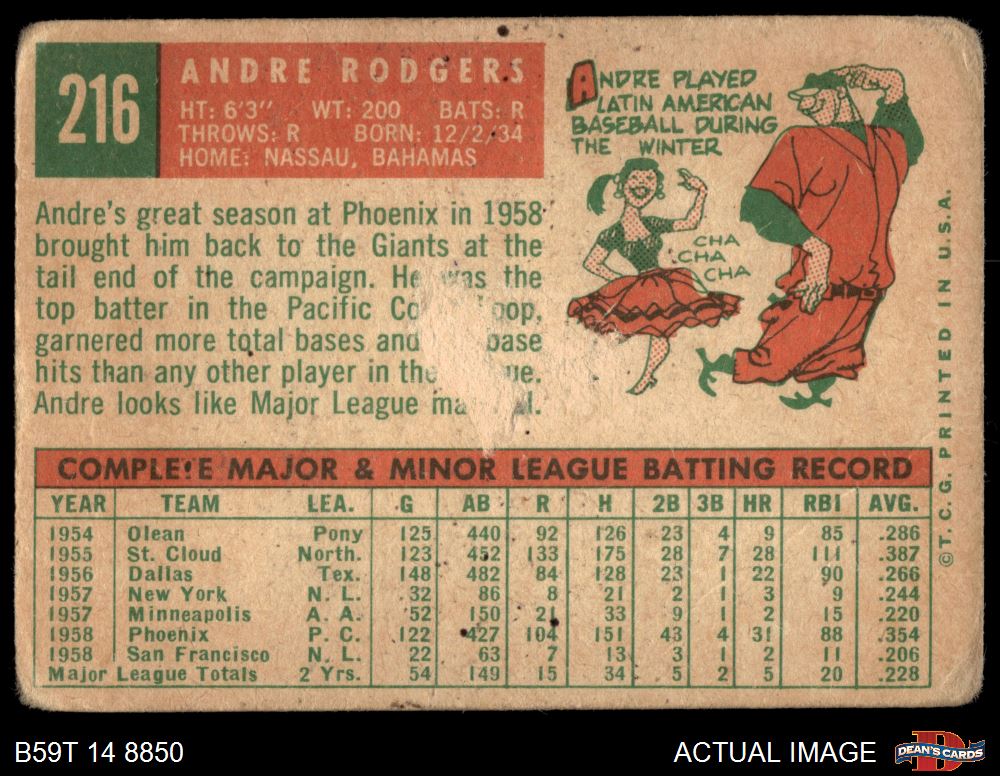 216
ANDRE RODGERS
HT: 6'3" WT: 200 BATS: R
THROWS: R BORN: 12/2/34
HOME: NASSAU, BAHAMAS
ANDRE PLAYED
LATIN AMERICAN
BASEBALL DURING
THE WINTER
CHA
CHA
CHA
Andre's great season at Phoenix in 1958
brought him back to the Giants at the
tail end of the campaign. He was the
top batter in the Pacific
garnered more total bases and
hits than any other player in the
Andre looks like Major League
COMPLETE MAJOR & MINOR LEAGUE BATTING RECORD
YEAR TEAM LEA. G AB R H 2B 3B HR RBI AVG.
1954 Olean Pony 125 440 92 126 23 4 9 85 .286
1955 St. Cloud North. 123 452 133 175 28 7 28 111 .387
1956 Dallas Tex. 148 482 84 128 23 1 22 90 .266
1957 New York N. L. 32 86 8 21 2 1 3 9 .244
1957 Minneapolis A. A. 52 150 21 33 9 1 2 15 .220
1958 Phoenix P. C. 122 427 104 151 43 4 31 88 .354
1958 San Francisco N. L. 22 63 7 13 3 1 2 11 .206
Major League Totals 2 Yrs. 54 149 15 34 5 2 5 20 .228
© T. C. G. PRINTED IN U.S.A.
B59T 14 8850
ACTUAL IMAGE
DEAN'S CARDS